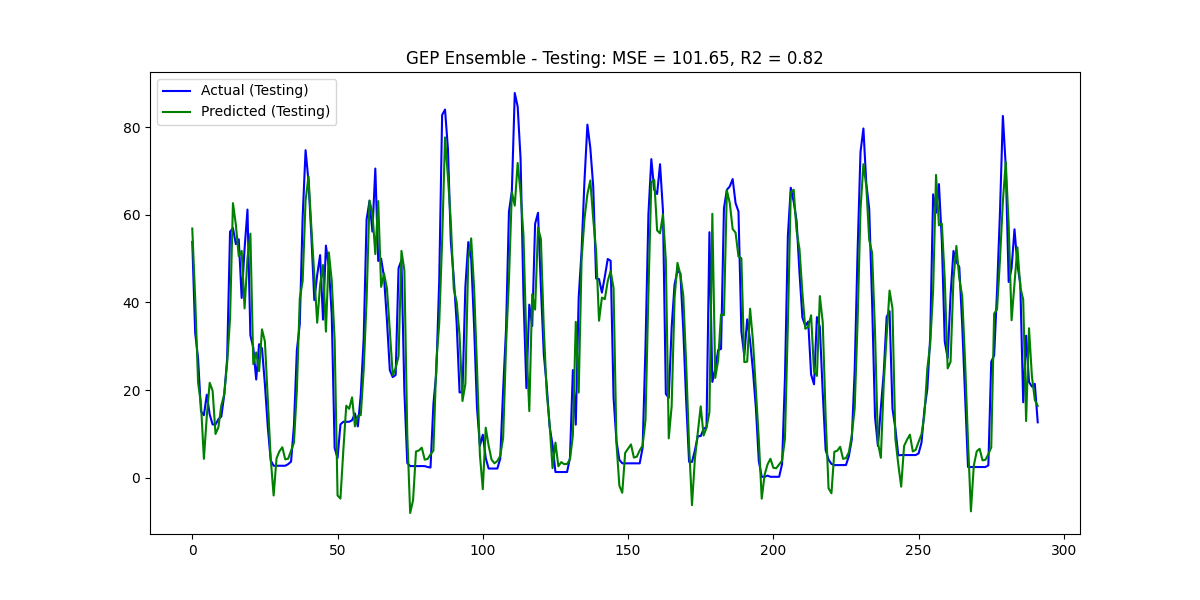 GEP Ensemble - Testing: MSE = 101.65, R2 = 0.82
Actual (Testing)
Predicted (Testing)
80
60
40
20
0
0 50 100 150 200 250 300